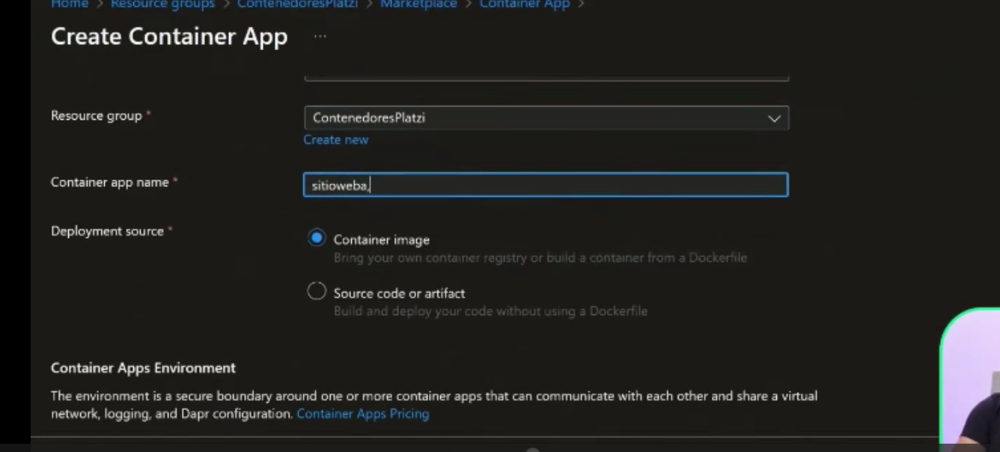 Home > Resource groups > ContenedoresPlatzi > Marketplace > Container App >
Create Container App ...
Resource group *
ContenedoresPlatzi
Create new
Container app name *
sitioweba,
Deployment source *
Container image
Bring your own container registry or build a container from a Dockerfile
Source code or artifact
Build and deploy your code without using a Dockerfile
Container Apps Environment
The environment is a secure boundary around one or more container apps that can communicate with each other and share a virtual
network, logging, and Dapr configuration. Container Apps Pricing